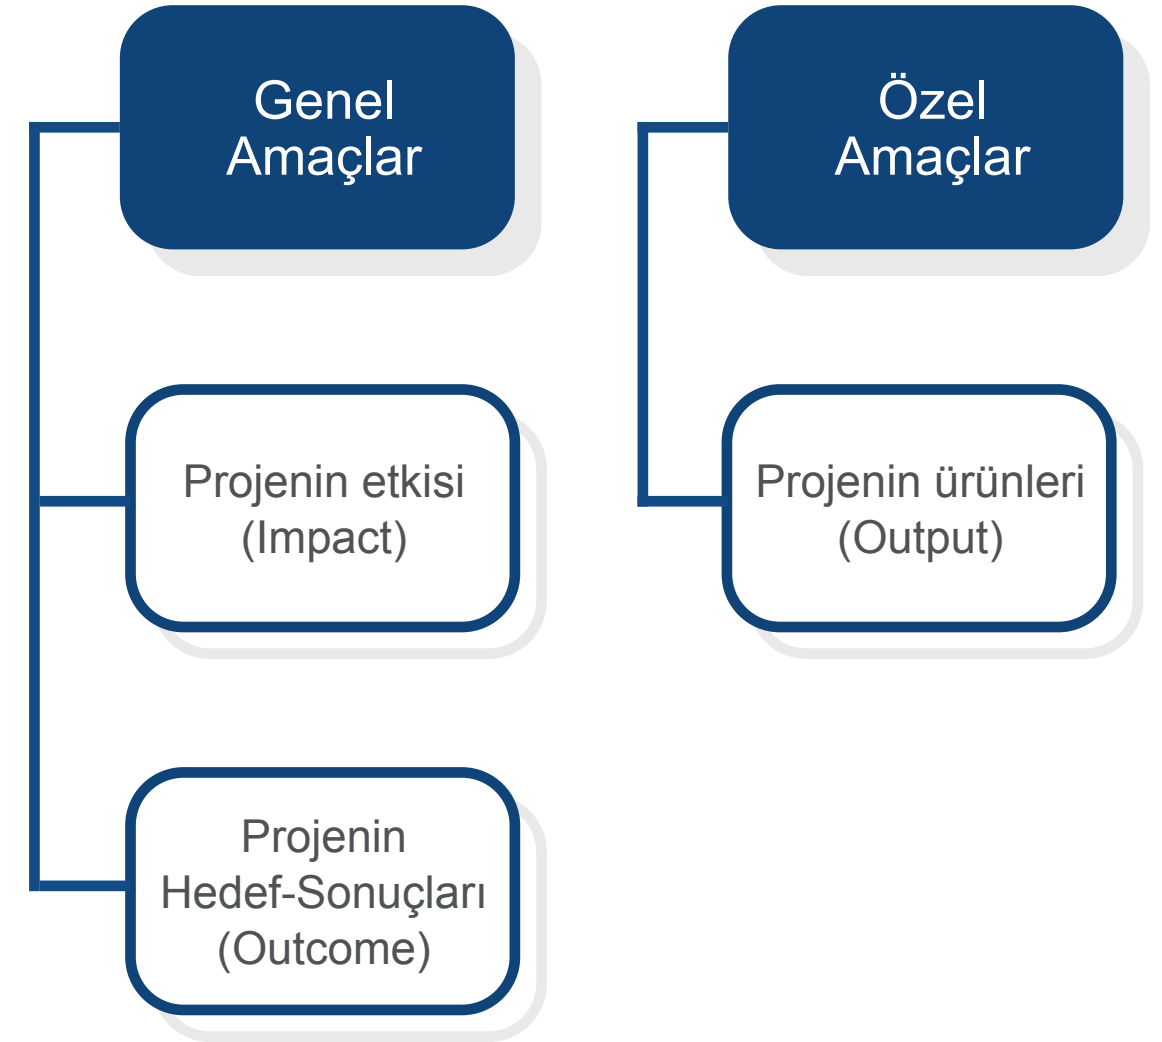 Genel
Amaçlar
Projenin etkisi
(Impact)
Projenin
Hedef-Sonuçları
(Outcome)
Özel
Amaçlar
Projenin ürünleri
(Output)